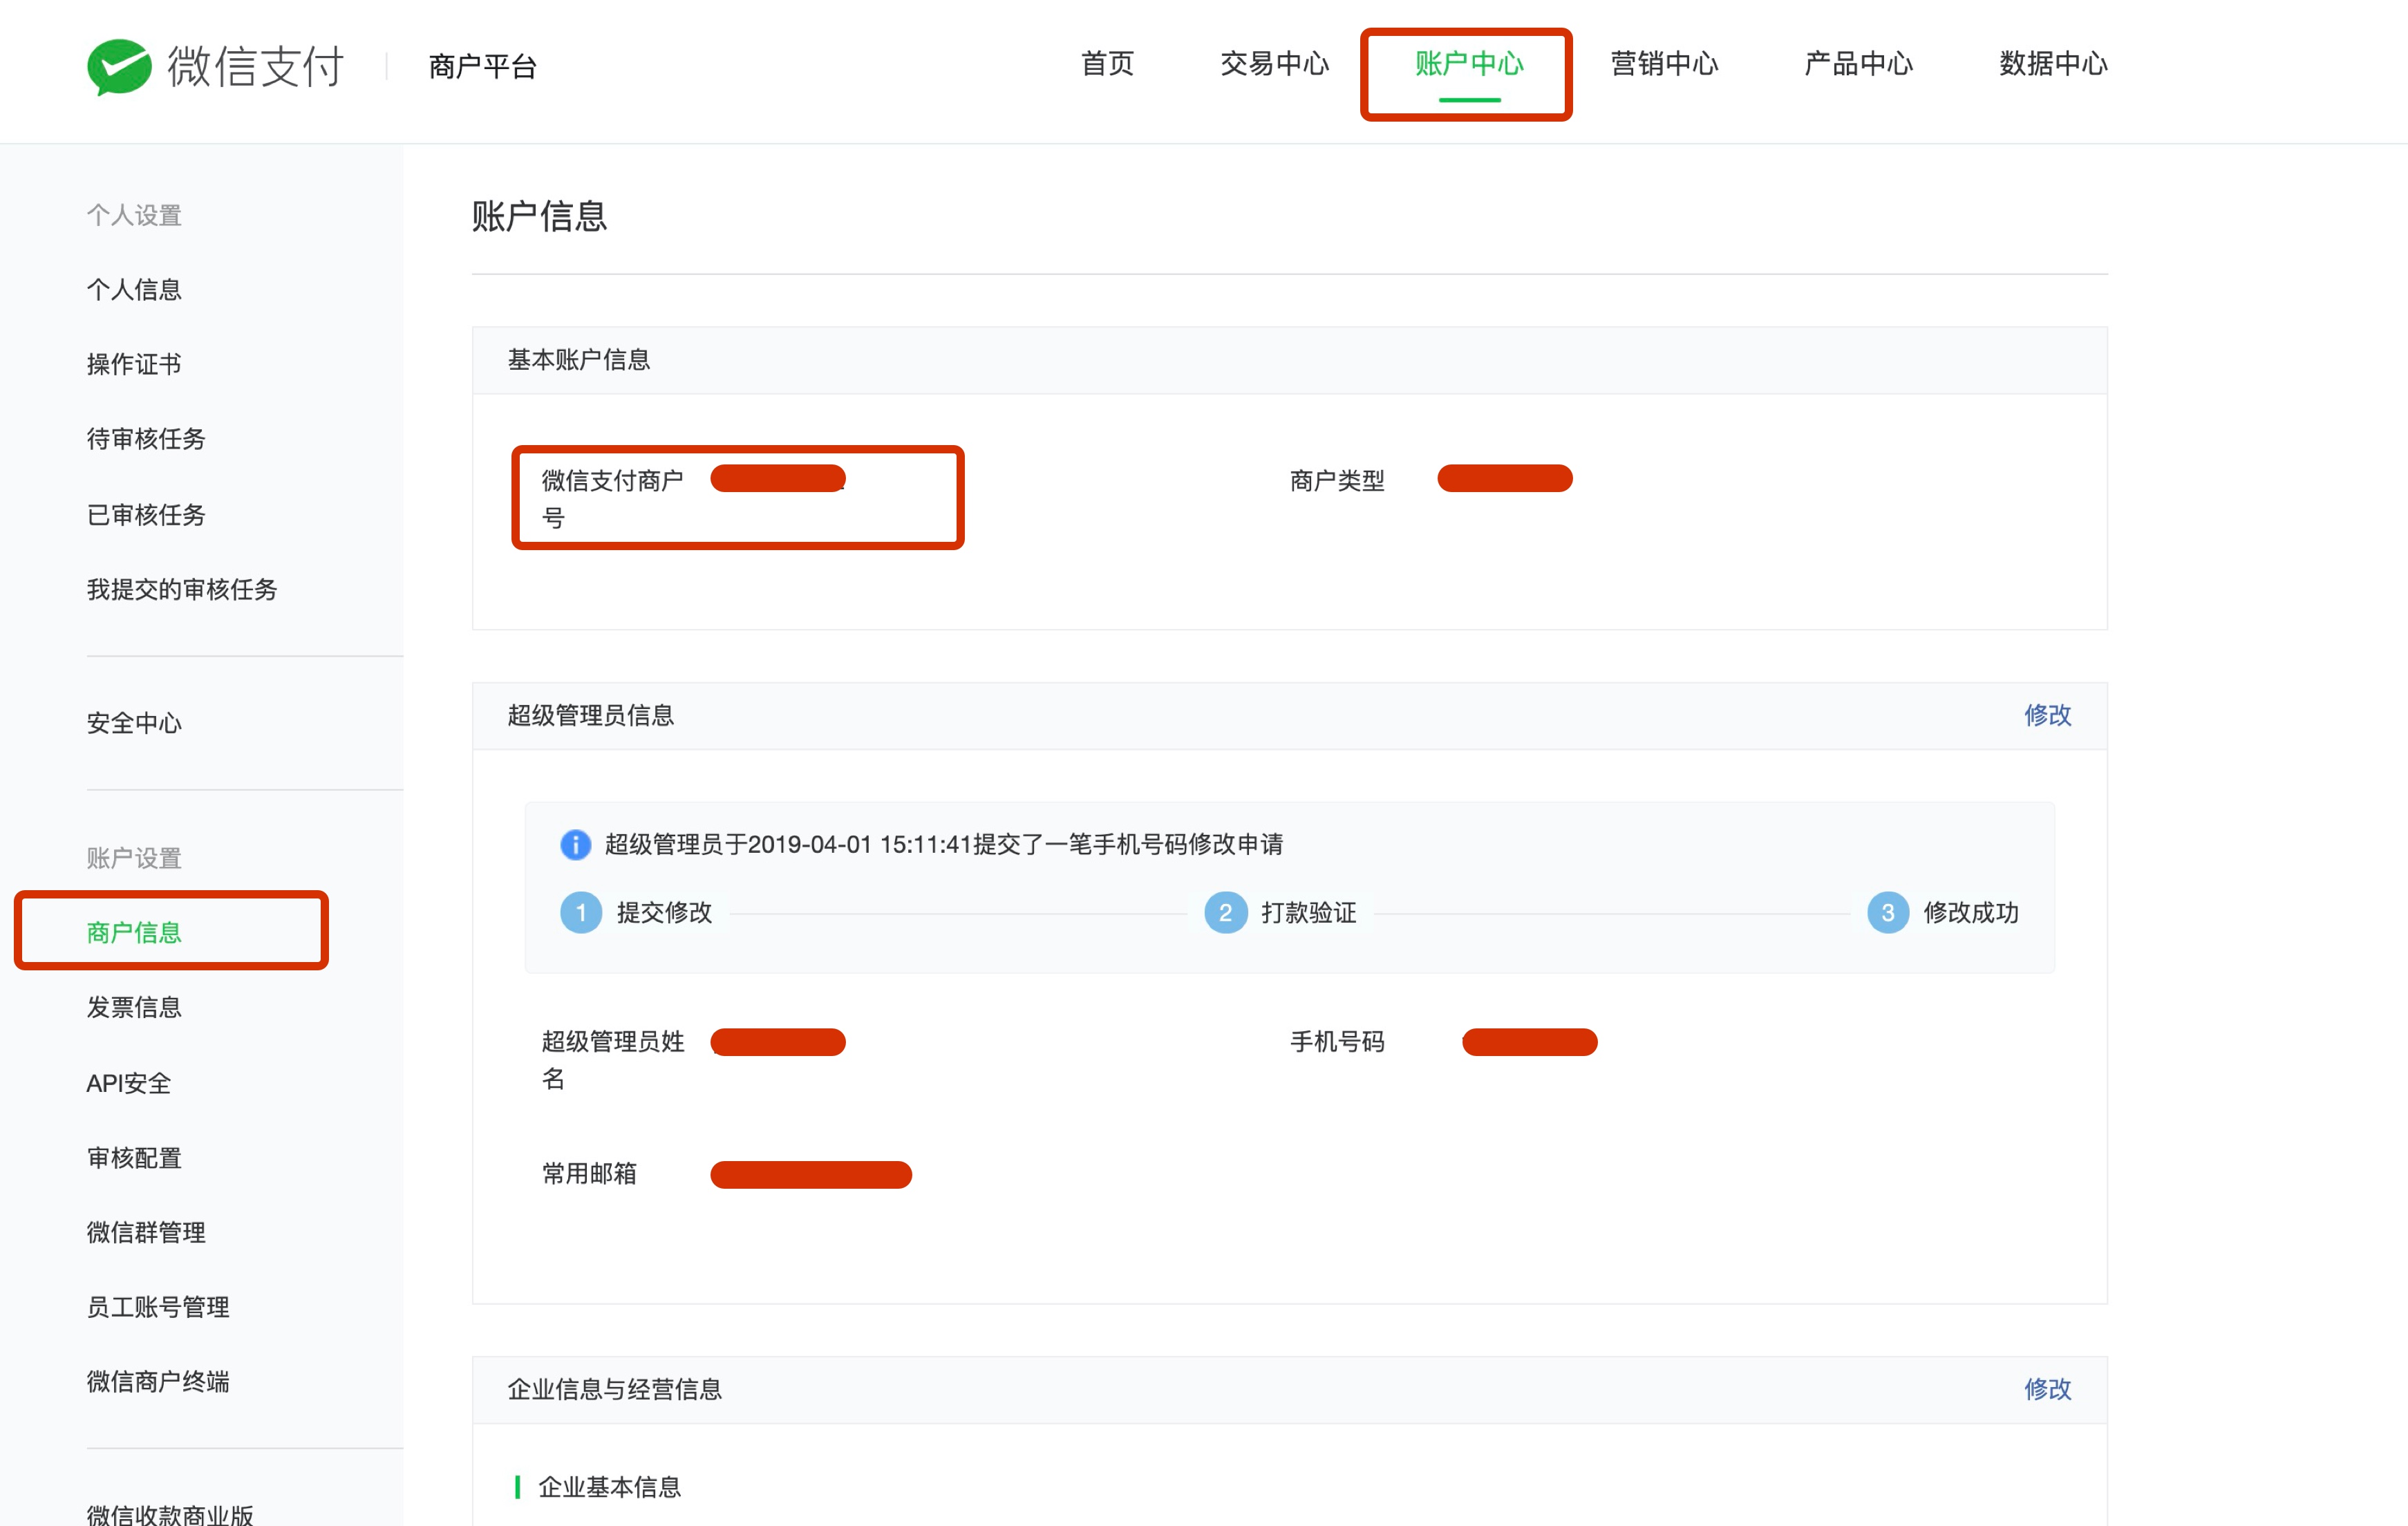 微信支付
商户平台
首页
交易中心
账户中心
营销中心
产品中心
数据中心
个人设置
个人信息
操作证书
待审核任务
已审核任务
我提交的审核任务
安全中心
账户设置
商户信息
发票信息
API安全
审核配置
微信群管理
员工账号管理
微信商户终端
微信收款商业版
账户信息
基本账户信息
微信支付商户
号
商户类型
超级管理员信息
修改
超级管理员于2019-04-01 15:11:41提交了一笔手机号码修改申请
1 提交修改
2 打款验证
3 修改成功
超级管理员姓
名
手机号码
常用邮箱
企业信息与经营信息
修改
企业基本信息